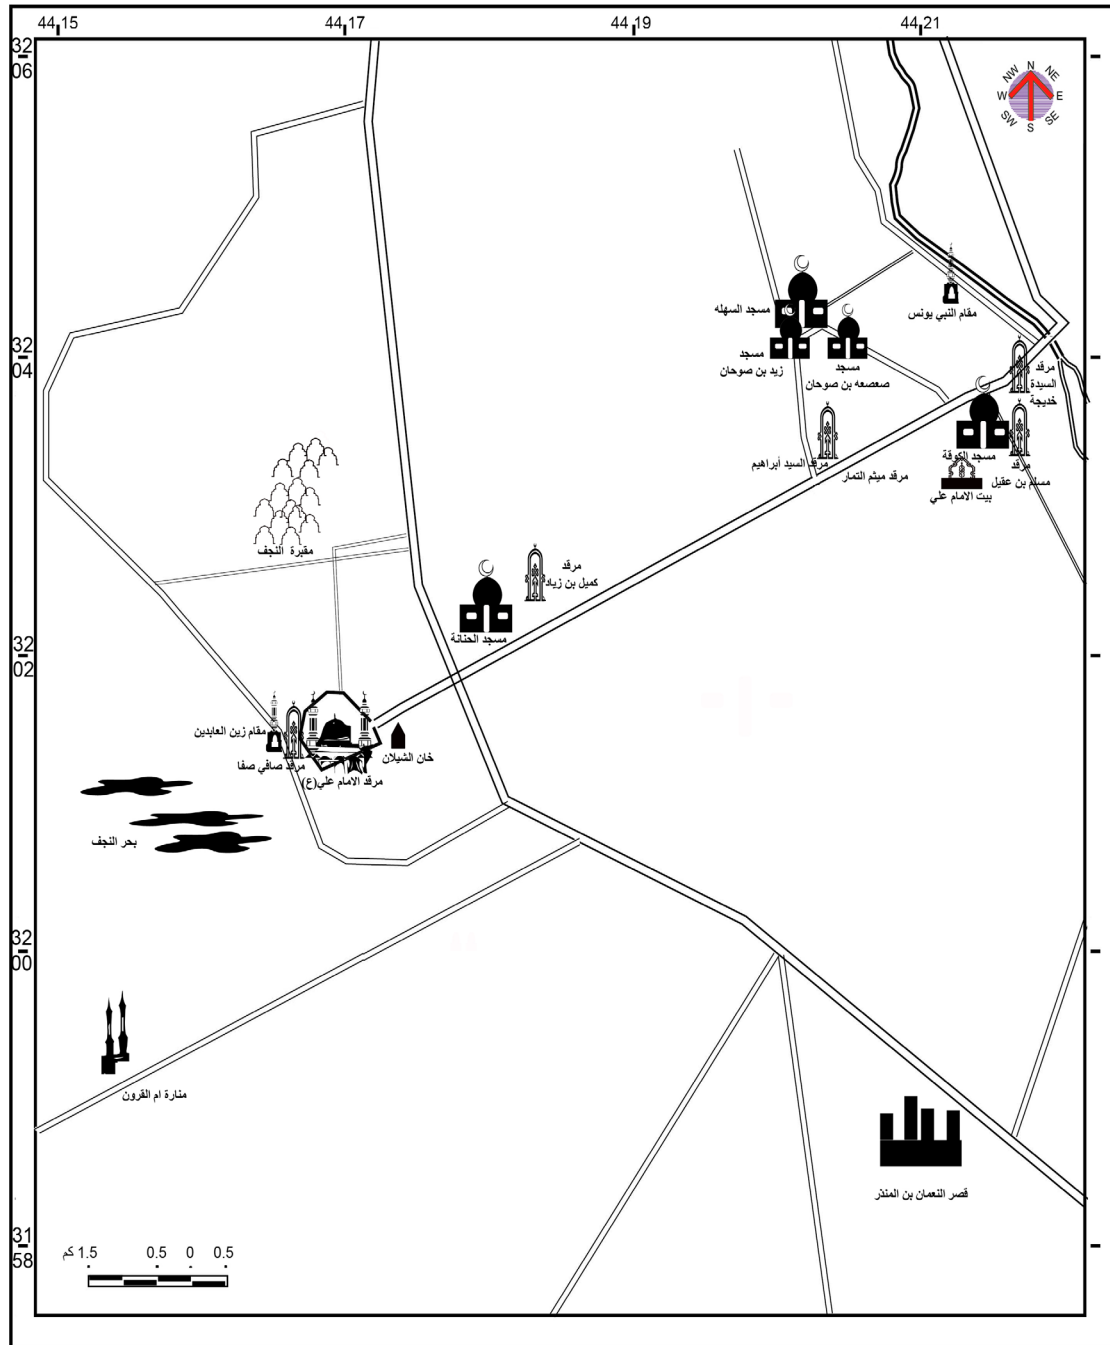 44,15 44,17 44,19 44,21
32
06
N
NW NE
W E
SW SE
S
مسجد السهله
مقام النبي يونس
32
04
مسجد
زيد بن صوحان
مسجد
صعصعه بن صوحان
مرقد
السيدة
خديجة
مرقد السيد أبراهيم
مرقد ميثم التمار
مسجد الكوفة
مرقد
مسلم بن عقيل
بيت الامام علي
مقبرة النجف
مرقد
كميل بن زياد
مسجد الحنانة
32
02
مقام زين العابدين
مرقد صافي صفا
مرقد الامام علي(ع)
خان الشيلان
بحر النجف
32
00
منارة ام القرون
قصر النعمان بن المنذر
31
58
كم 1.5 0.5 0 0.5